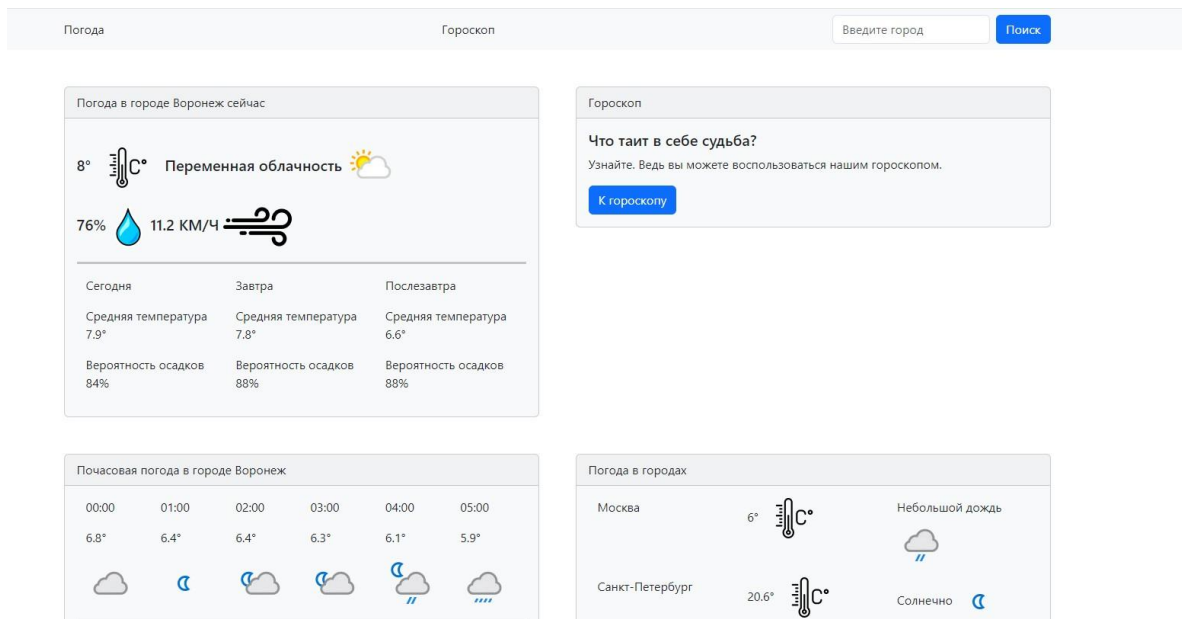 Погода
Гороскоп
Введите город
Поиск
Погода в городе Воронеж сейчас
8° C° Переменная облачность
76% 11.2 КМ/Ч
Сегодня Завтра Послезавтра
Средняя температура Средняя температура Средняя температура
7.9° 7.8° 6.6°
Вероятность осадков Вероятность осадков Вероятность осадков
84% 88% 88%
Гороскоп
Что таит в себе судьба?
Узнайте. Ведь вы можете воспользоваться нашим гороскопом.
К гороскопу
Почасовая погода в городе Воронеж
00:00 01:00 02:00 03:00 04:00 05:00
6.8° 6.4° 6.4° 6.3° 6.1° 5.9°
Погода в городах
Москва 6° C° Небольшой дождь
Санкт-Петербург 20.6° C° Солнечно